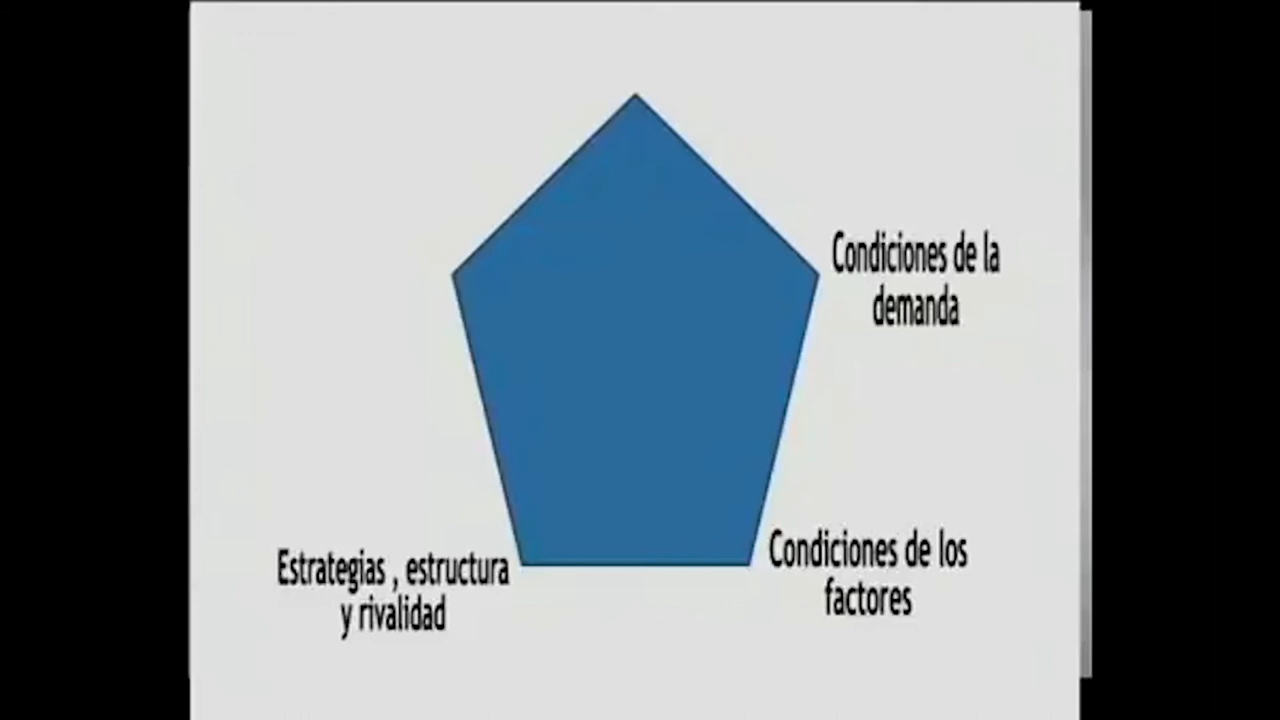 Condiciones de la
demanda
Condiciones de los
factores
Estrategias , estructura
y rivalidad